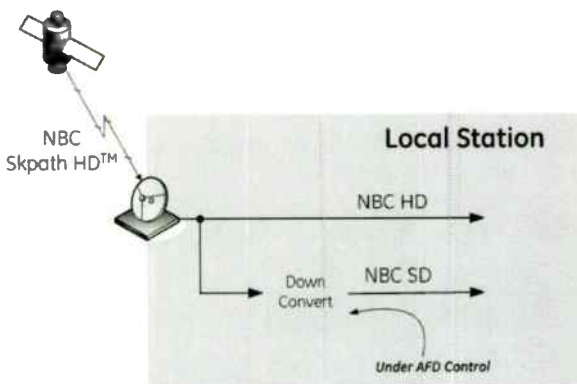 NBC
Skpath HD™
Local Station
NBC HD
Down
Convert
NBC SD
Under AFD Control